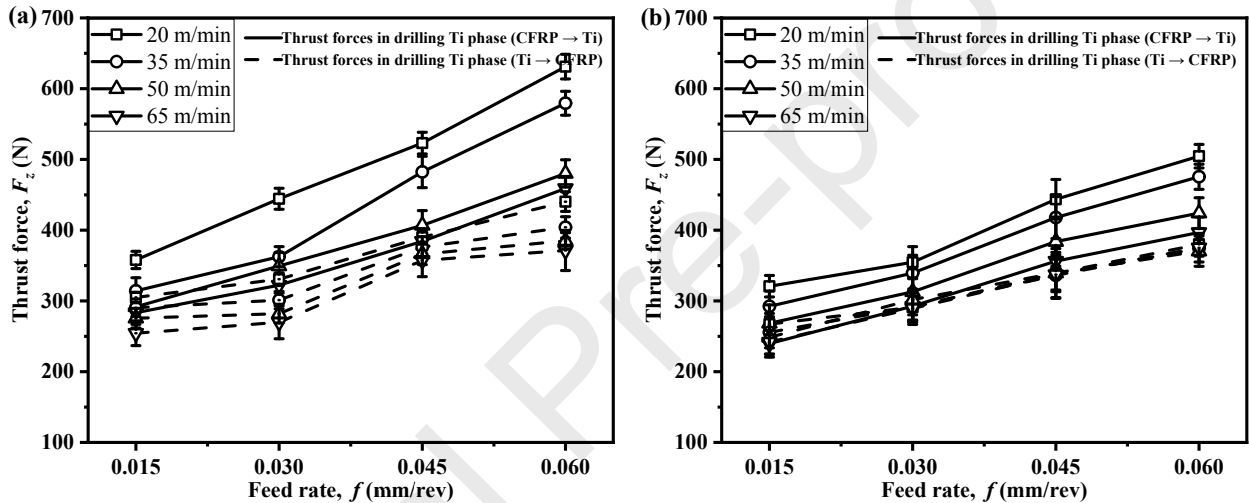 (a)
700
600
500
400
300
200
100
Thrust force, Fz (N)
20 m/min
35 m/min
50 m/min
65 m/min
Thrust forces in drilling Ti phase (CFRP → Ti)
Thrust forces in drilling Ti phase (Ti → CFRP)
0.015 0.030 0.045 0.060
Feed rate, f (mm/rev)
(b)
700
600
500
400
300
200
100
Thrust force, Fz (N)
20 m/min
35 m/min
50 m/min
65 m/min
Thrust forces in drilling Ti phase (CFRP → Ti)
Thrust forces in drilling Ti phase (Ti → CFRP)
0.015 0.030 0.045 0.060
Feed rate, f (mm/rev)
Pre-pro